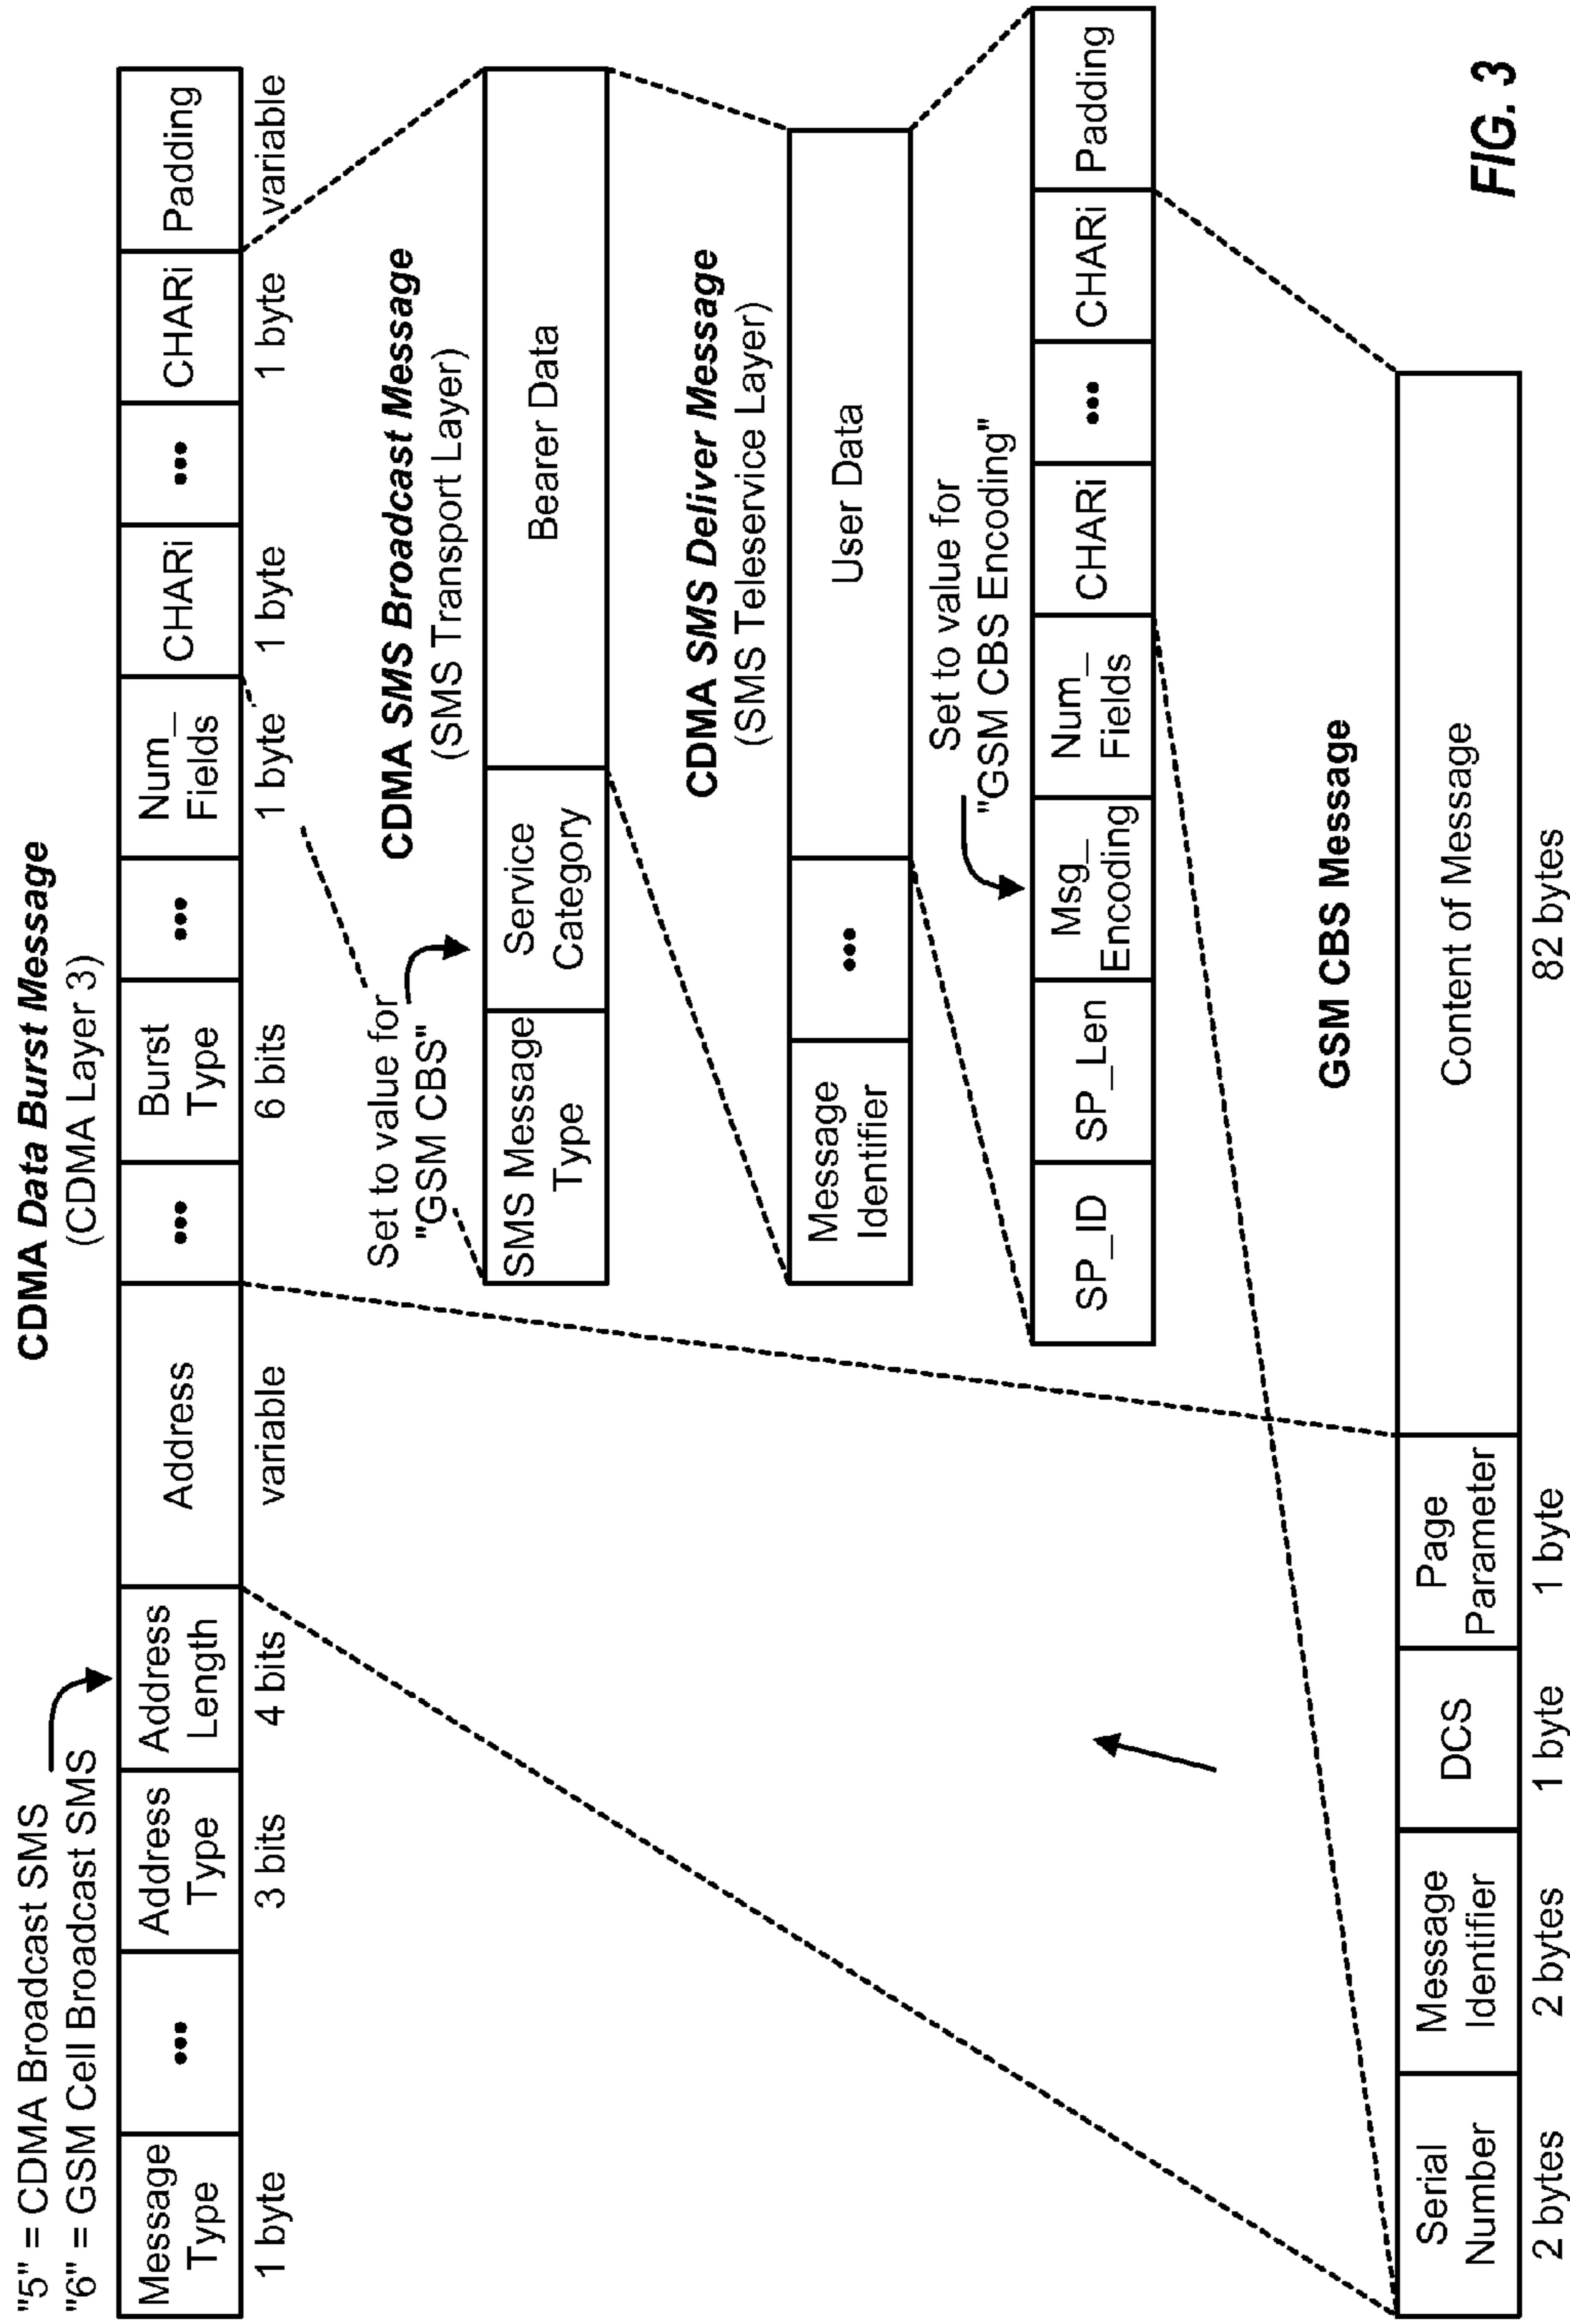 "5" = CDMA Broadcast SMS
"6" = GSM Cell Broadcast SMS
CDMA Data Burst Message
(CDMA Layer 3)
Message
Type
•••
Address
Type
Address
Length
Address
•••
Burst
Type
•••
Num_
Fields
CHARi
•••
CHARi
Padding
1 byte
3 bits
4 bits
variable
6 bits
1 byte
1 byte
1 byte
variable
Set to value for
"GSM CBS"
CDMA SMS Broadcast Message
(SMS Transport Layer)
SMS Message
Type
Service
Category
Bearer Data
CDMA SMS Deliver Message
(SMS Teleservice Layer)
Message
Identifier
•••
User Data
Set to value for
"GSM CBS Encoding"
SP_ID
SP_Len
Msg_
Encoding
Num_
Fields
CHARi
•••
CHARi
Padding
GSM CBS Message
Serial
Number
Message
Identifier
DCS
Page
Parameter
Content of Message
2 bytes
2 bytes
1 byte
1 byte
82 bytes
FIG. 3